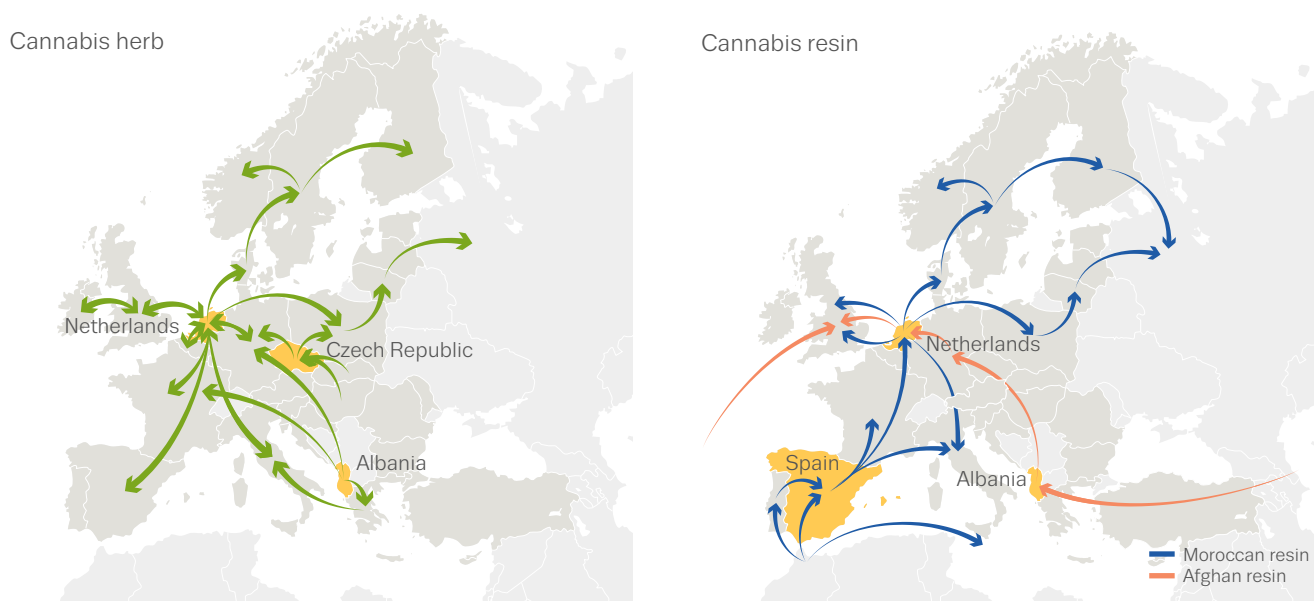 Cannabis herb
Netherlands
Czech Republic
Albania
Cannabis resin
Netherlands
Spain
Albania
Moroccan resin
Afghan resin